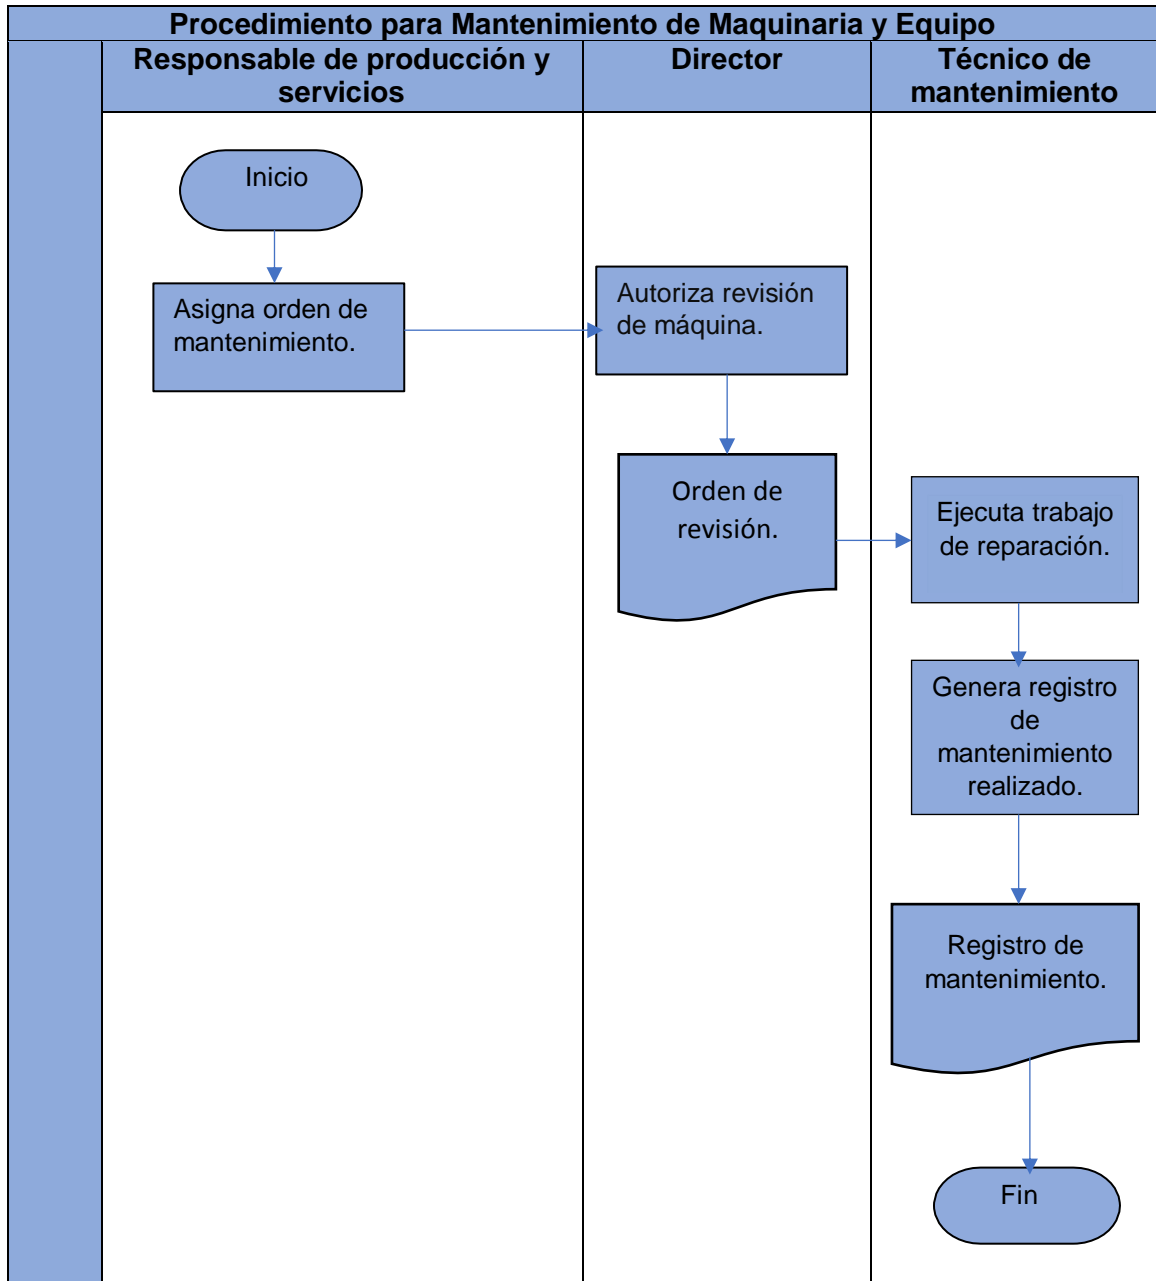 Procedimiento para Mantenimiento de Maquinaria y Equipo
Responsable de producción y
servicios
Director
Técnico de
mantenimiento
Inicio
Asigna orden de
mantenimiento.
Autoriza revisión
de máquina.
Orden de
revisión.
Ejecuta trabajo
de reparación.
Genera registro
de
mantenimiento
realizado.
Registro de
mantenimiento.
Fin